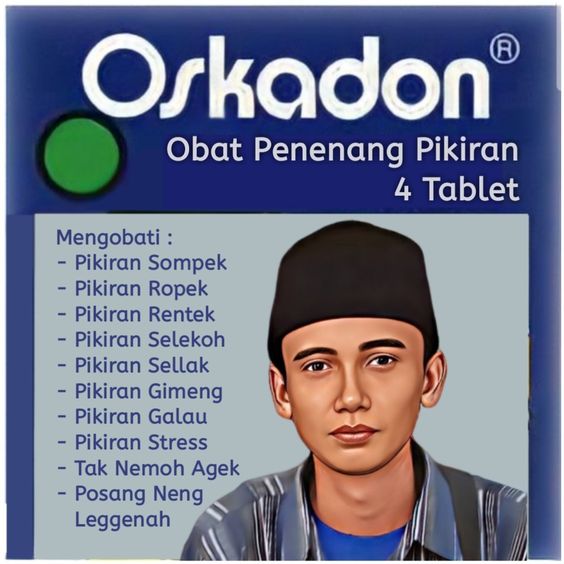 Oskadon®
Obat Penenang Pikiran
4 Tablet
Mengobati :
- Pikiran Sompek
- Pikiran Ropek
- Pikiran Rentek
- Pikiran Selekoh
- Pikiran Sellak
- Pikiran Gimeng
- Pikiran Galau
- Pikiran Stress
- Tak Nemoh Agek
- Posang Neng
Leggenah